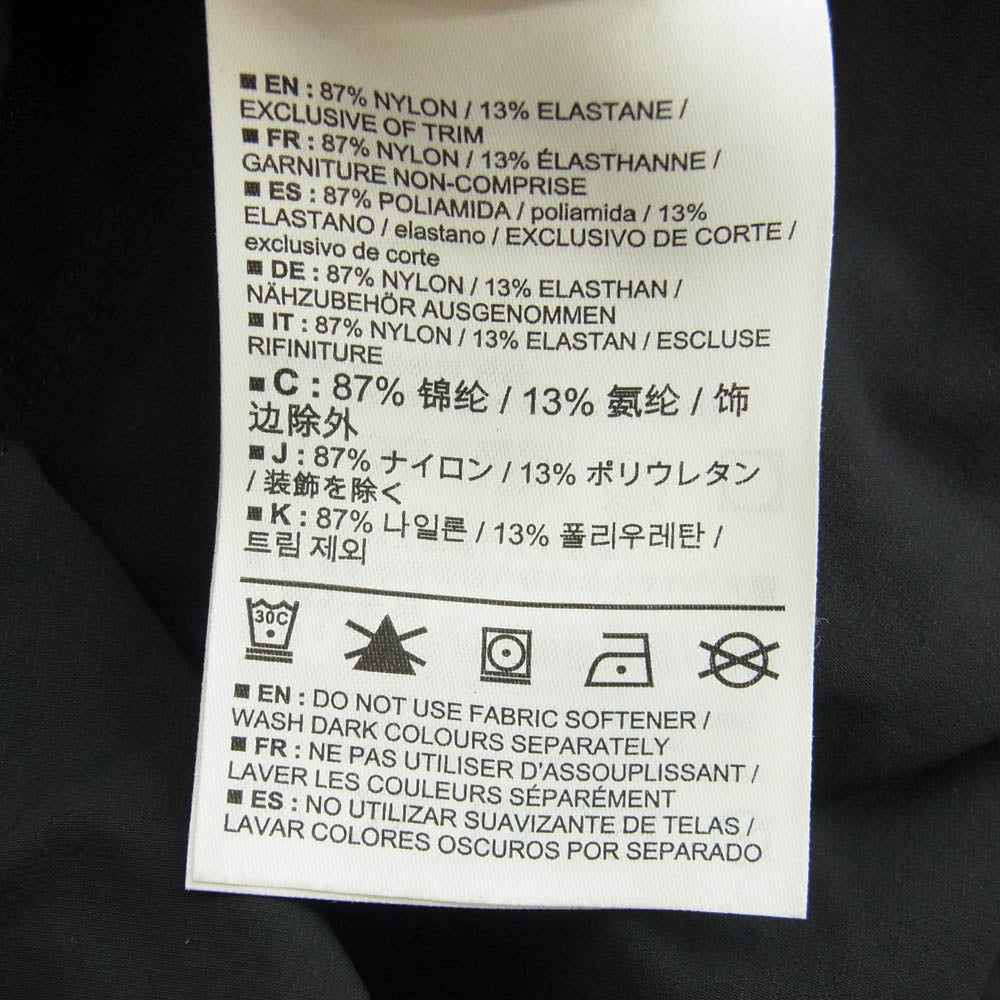 ■ EN : 87% NYLON / 13% ELASTANE /
EXCLUSIVE OF TRIM
■ FR : 87% NYLON / 13% ÉLASTHANNE /
GARNITURE NON-COMPRISE
■ ES : 87% POLIAMIDA / poliamida / 13%
ELASTANO / elastano / EXCLUSIVO DE CORTE /
exclusivo de corte
■ DE : 87% NYLON / 13% ELASTHAN /
NÄHZUBEHÖR AUSGENOMMEN
■ IT : 87% NYLON / 13% ELASTAN / ESCLUSE
RIFINITURE
■ C : 87% 锦纶 / 13% 氨纶 / 饰
边除外
■ J : 87% ナイロン / 13% ポリウレタン
/ 装飾を除く
■ K : 87% 나일론 / 13% 폴리우레탄 /
트림 제외
30C
■ EN : DO NOT USE FABRIC SOFTENER /
WASH DARK COLOURS SEPARATELY
■ FR : NE PAS UTILISER D'ASSOUPLISSANT /
LAVER LES COULEURS SÉPARÉMENT
■ ES : NO UTILIZAR SUAVIZANTE DE TELAS /
LAVAR COLORES OSCUROS POR SEPARADO